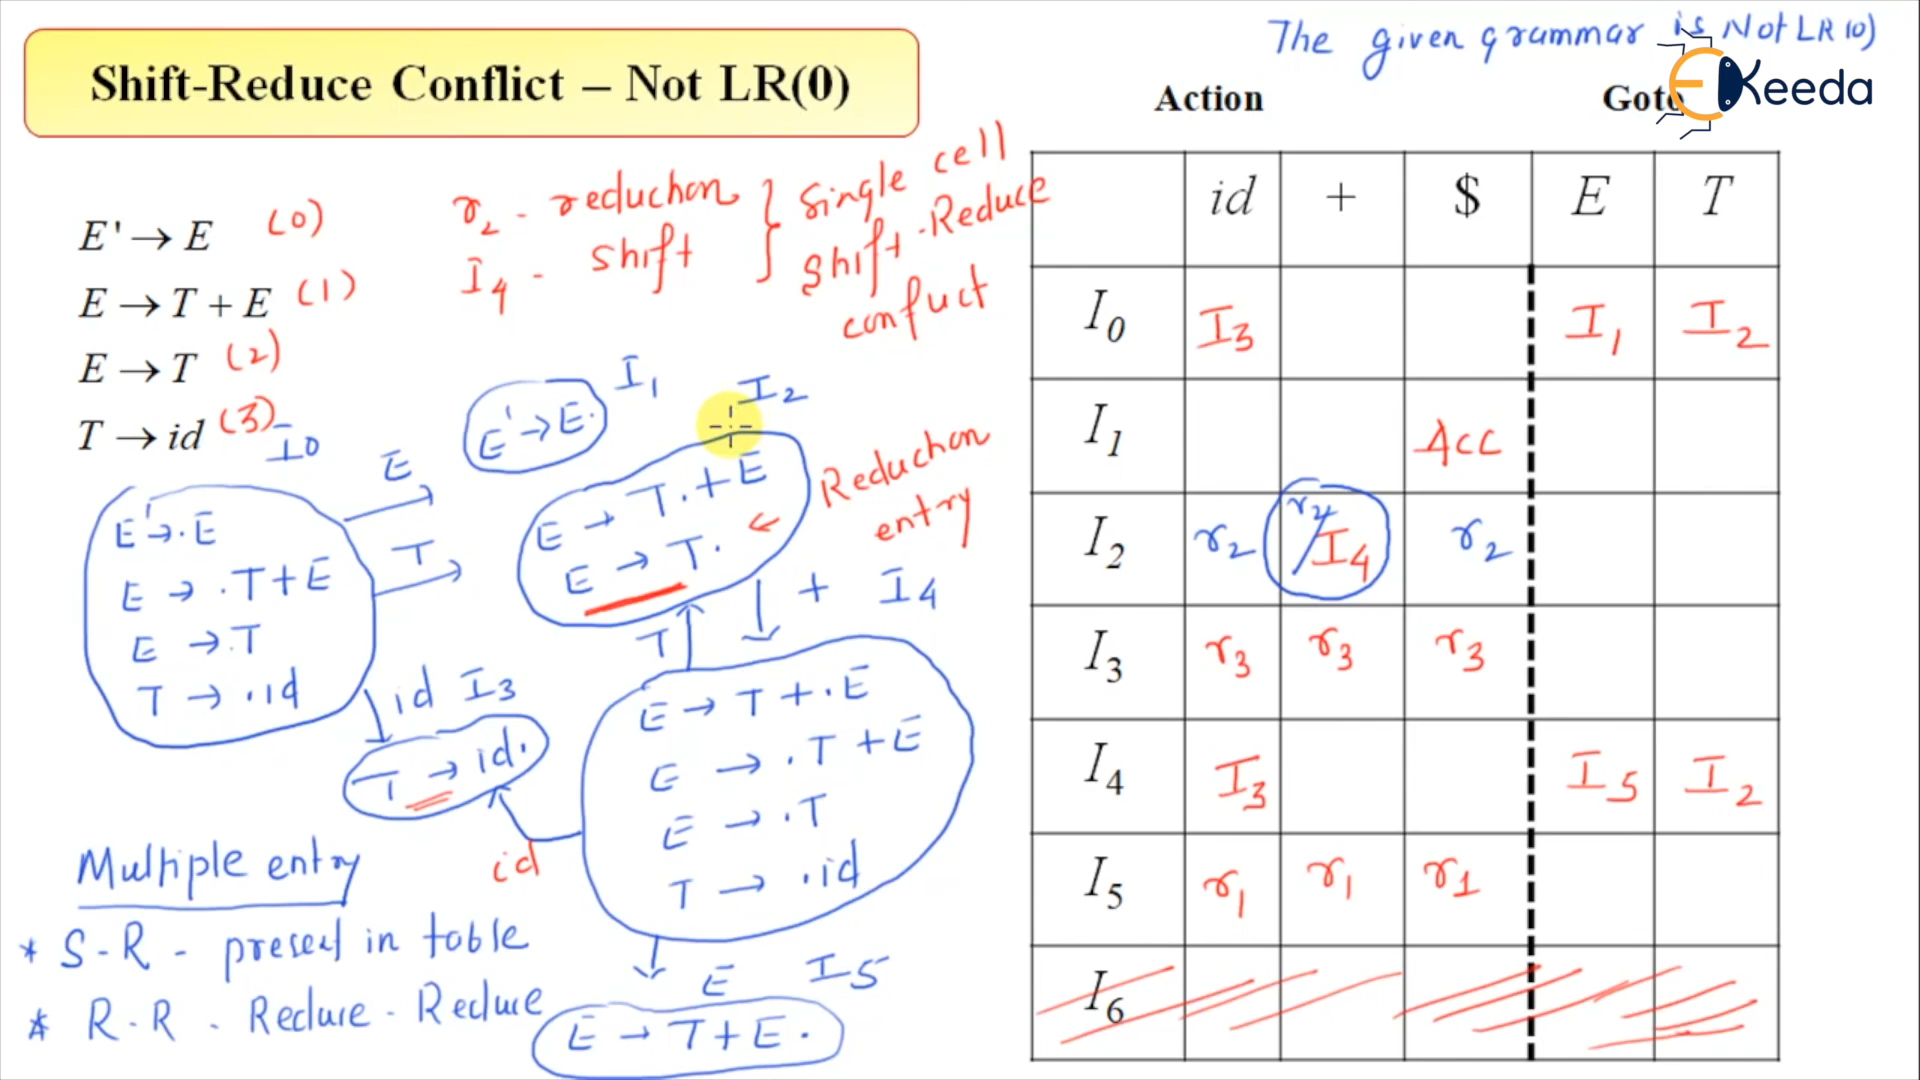 The given grammar is Not LR(0)
Keeda
Shift-Reduce Conflict – Not LR(0)
E' → E (0)
E → T + E (1)
E → T (2)
T → id (3)
r2 - reduchon } single cell
I4 - shift
shift-Reduce
confuct
I0
E' → .E
E → .T+E
E → .T
T → .id
E
T
id I3
T → id.
I1
E' → E.
I2
E → T.+E
E → T.
Reduchon
entry
T
+ I4
E → T+.E
E → .T+E
E → .T
T → .id
id
E I5
E → T+E.
Multiple entry
* S-R - present in table
* R-R - Reduce-Reduce
Action Goto
id + $ E T
I0 I3 I1 I2
I1 Acc
I2 r2 r2/I4 r2
I3 r3 r3 r3
I4 I3 I5 I2
I5 r1 r1 r1
I6